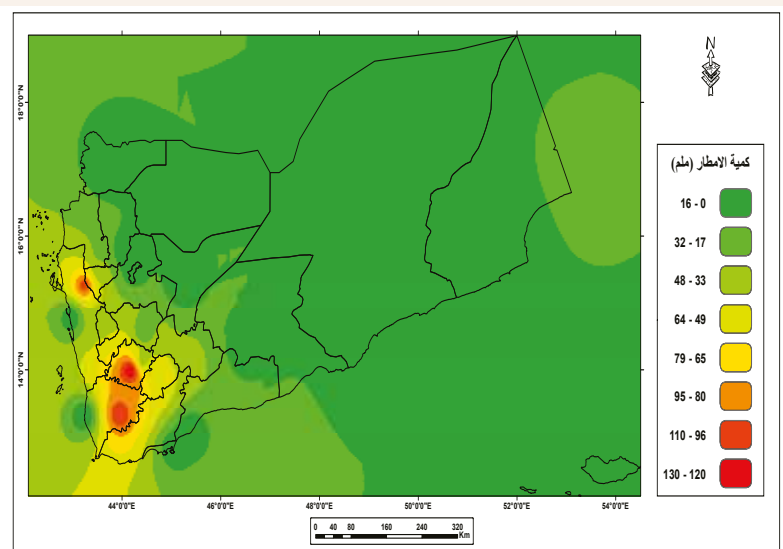 N
18°0'0"N
16°0'0"N
14°0'0"N
44°0'0"E
46°0'0"E
48°0'0"E
50°0'0"E
52°0'0"E
54°0'0"E
كمية الامطار (ملم)
16 - 0
32 - 17
48 - 33
64 - 49
79 - 65
95 - 80
110 - 96
130 - 120
0 40 80 160 240 320
Km